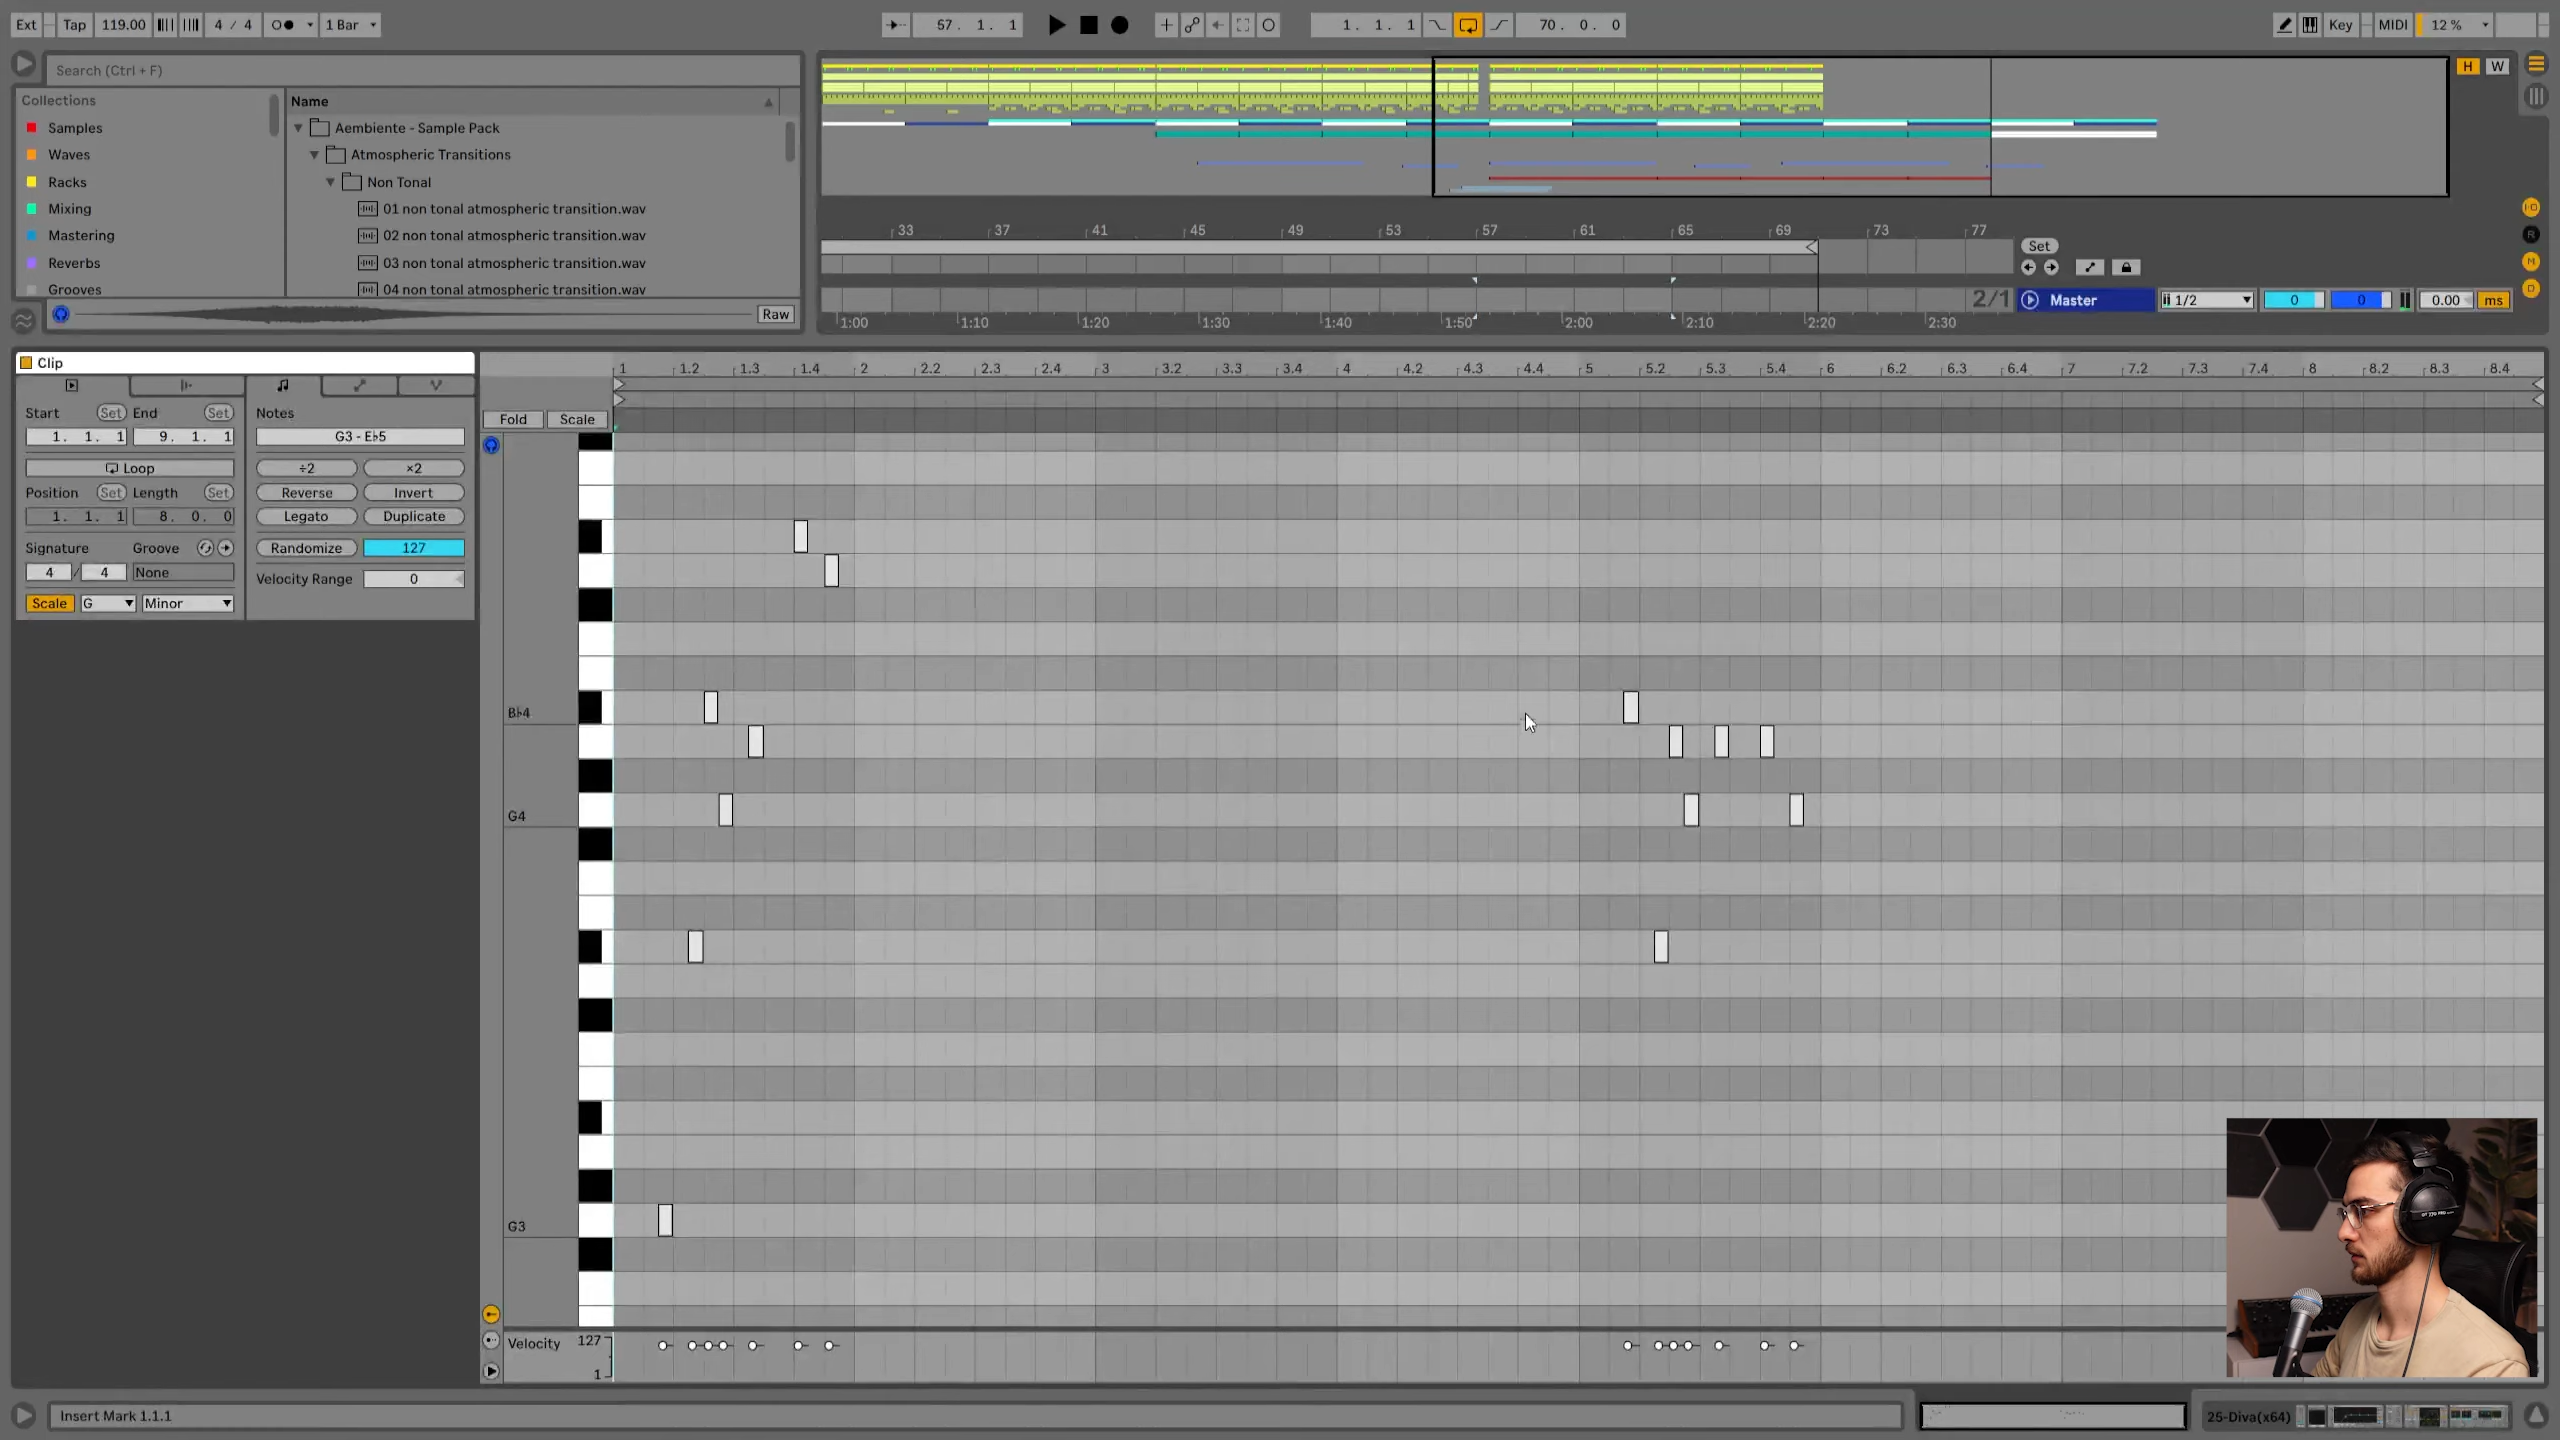 Ext Tap 119.00 4 / 4 1 Bar 57. 1. 1 1. 1. 1 70. 0. 0 Key MIDI 12 %
Search (Ctrl + F)
H W
Collections
Samples
Waves
Racks
Mixing
Mastering
Reverbs
Grooves
Name
Aembiente - Sample Pack
Atmospheric Transitions
Non Tonal
01 non tonal atmospheric transition.wav
02 non tonal atmospheric transition.wav
03 non tonal atmospheric transition.wav
04 non tonal atmospheric transition.wav
Raw
33 37 41 45 49 53 57 61 65 69 73 77
Set
2/1 Master 1/2 0 0 0.00 ms
1:00 1:10 1:20 1:30 1:40 1:50 2:00 2:10 2:20 2:30
R
M
D
Clip
Start Set End Set
1. 1. 1 9. 1. 1
Loop
Position Set Length Set
1. 1. 1 8. 0. 0
Signature Groove
4 / 4 None
Scale G Minor
Notes
G3 - E♭5
÷2 ×2
Reverse Invert
Legato Duplicate
Randomize 127
Velocity Range 0
1 1.2 1.3 1.4 2 2.2 2.3 2.4 3 3.2 3.3 3.4 4 4.2 4.3 4.4 5 5.2 5.3 5.4 6 6.2 6.3 6.4 7 7.2 7.3 7.4 8 8.2 8.3 8.4
Fold Scale
B♭4
G4
G3
Velocity 127
1
Insert Mark 1.1.1
25-Diva(x64)